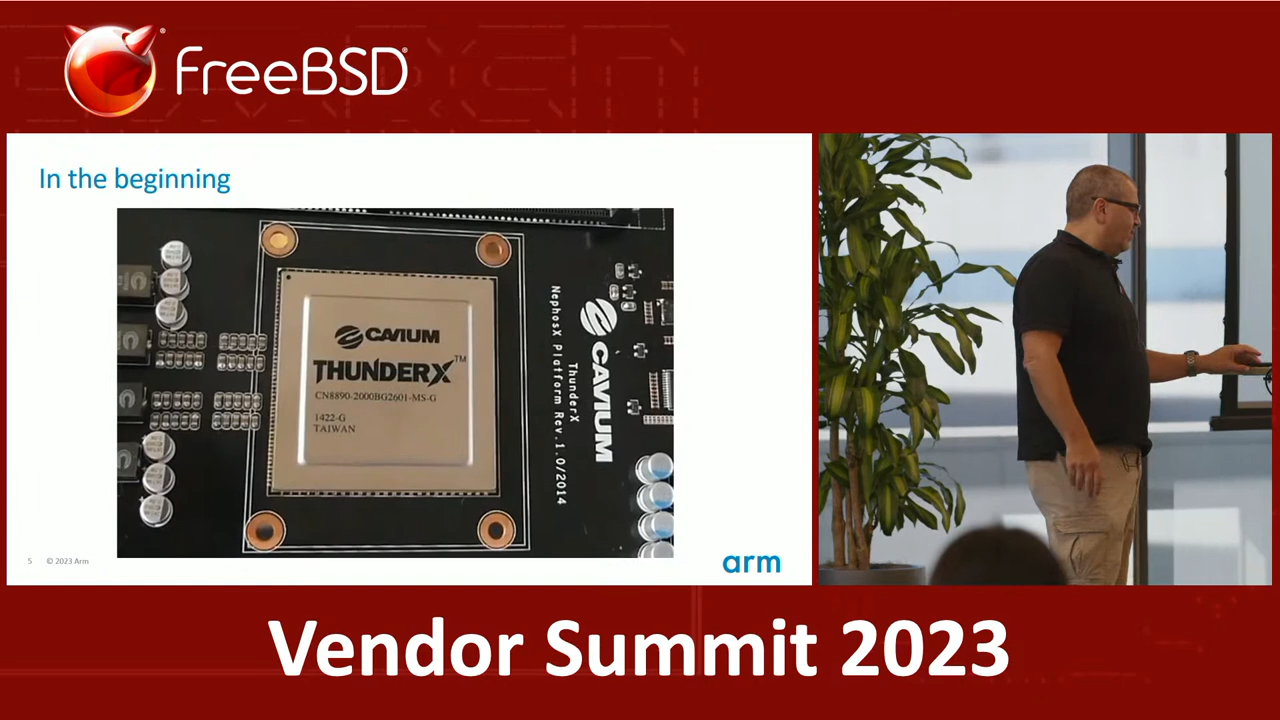 FreeBSD®
In the beginning
CAVIUM
THUNDERX™
CN8890-2000BG2601-MS-G
1422-G
TAIWAN
CAVIUM
ThunderX
NephosX Platform Rev.1.0/2014
5 © 2023 Arm
arm
Vendor Summit 2023